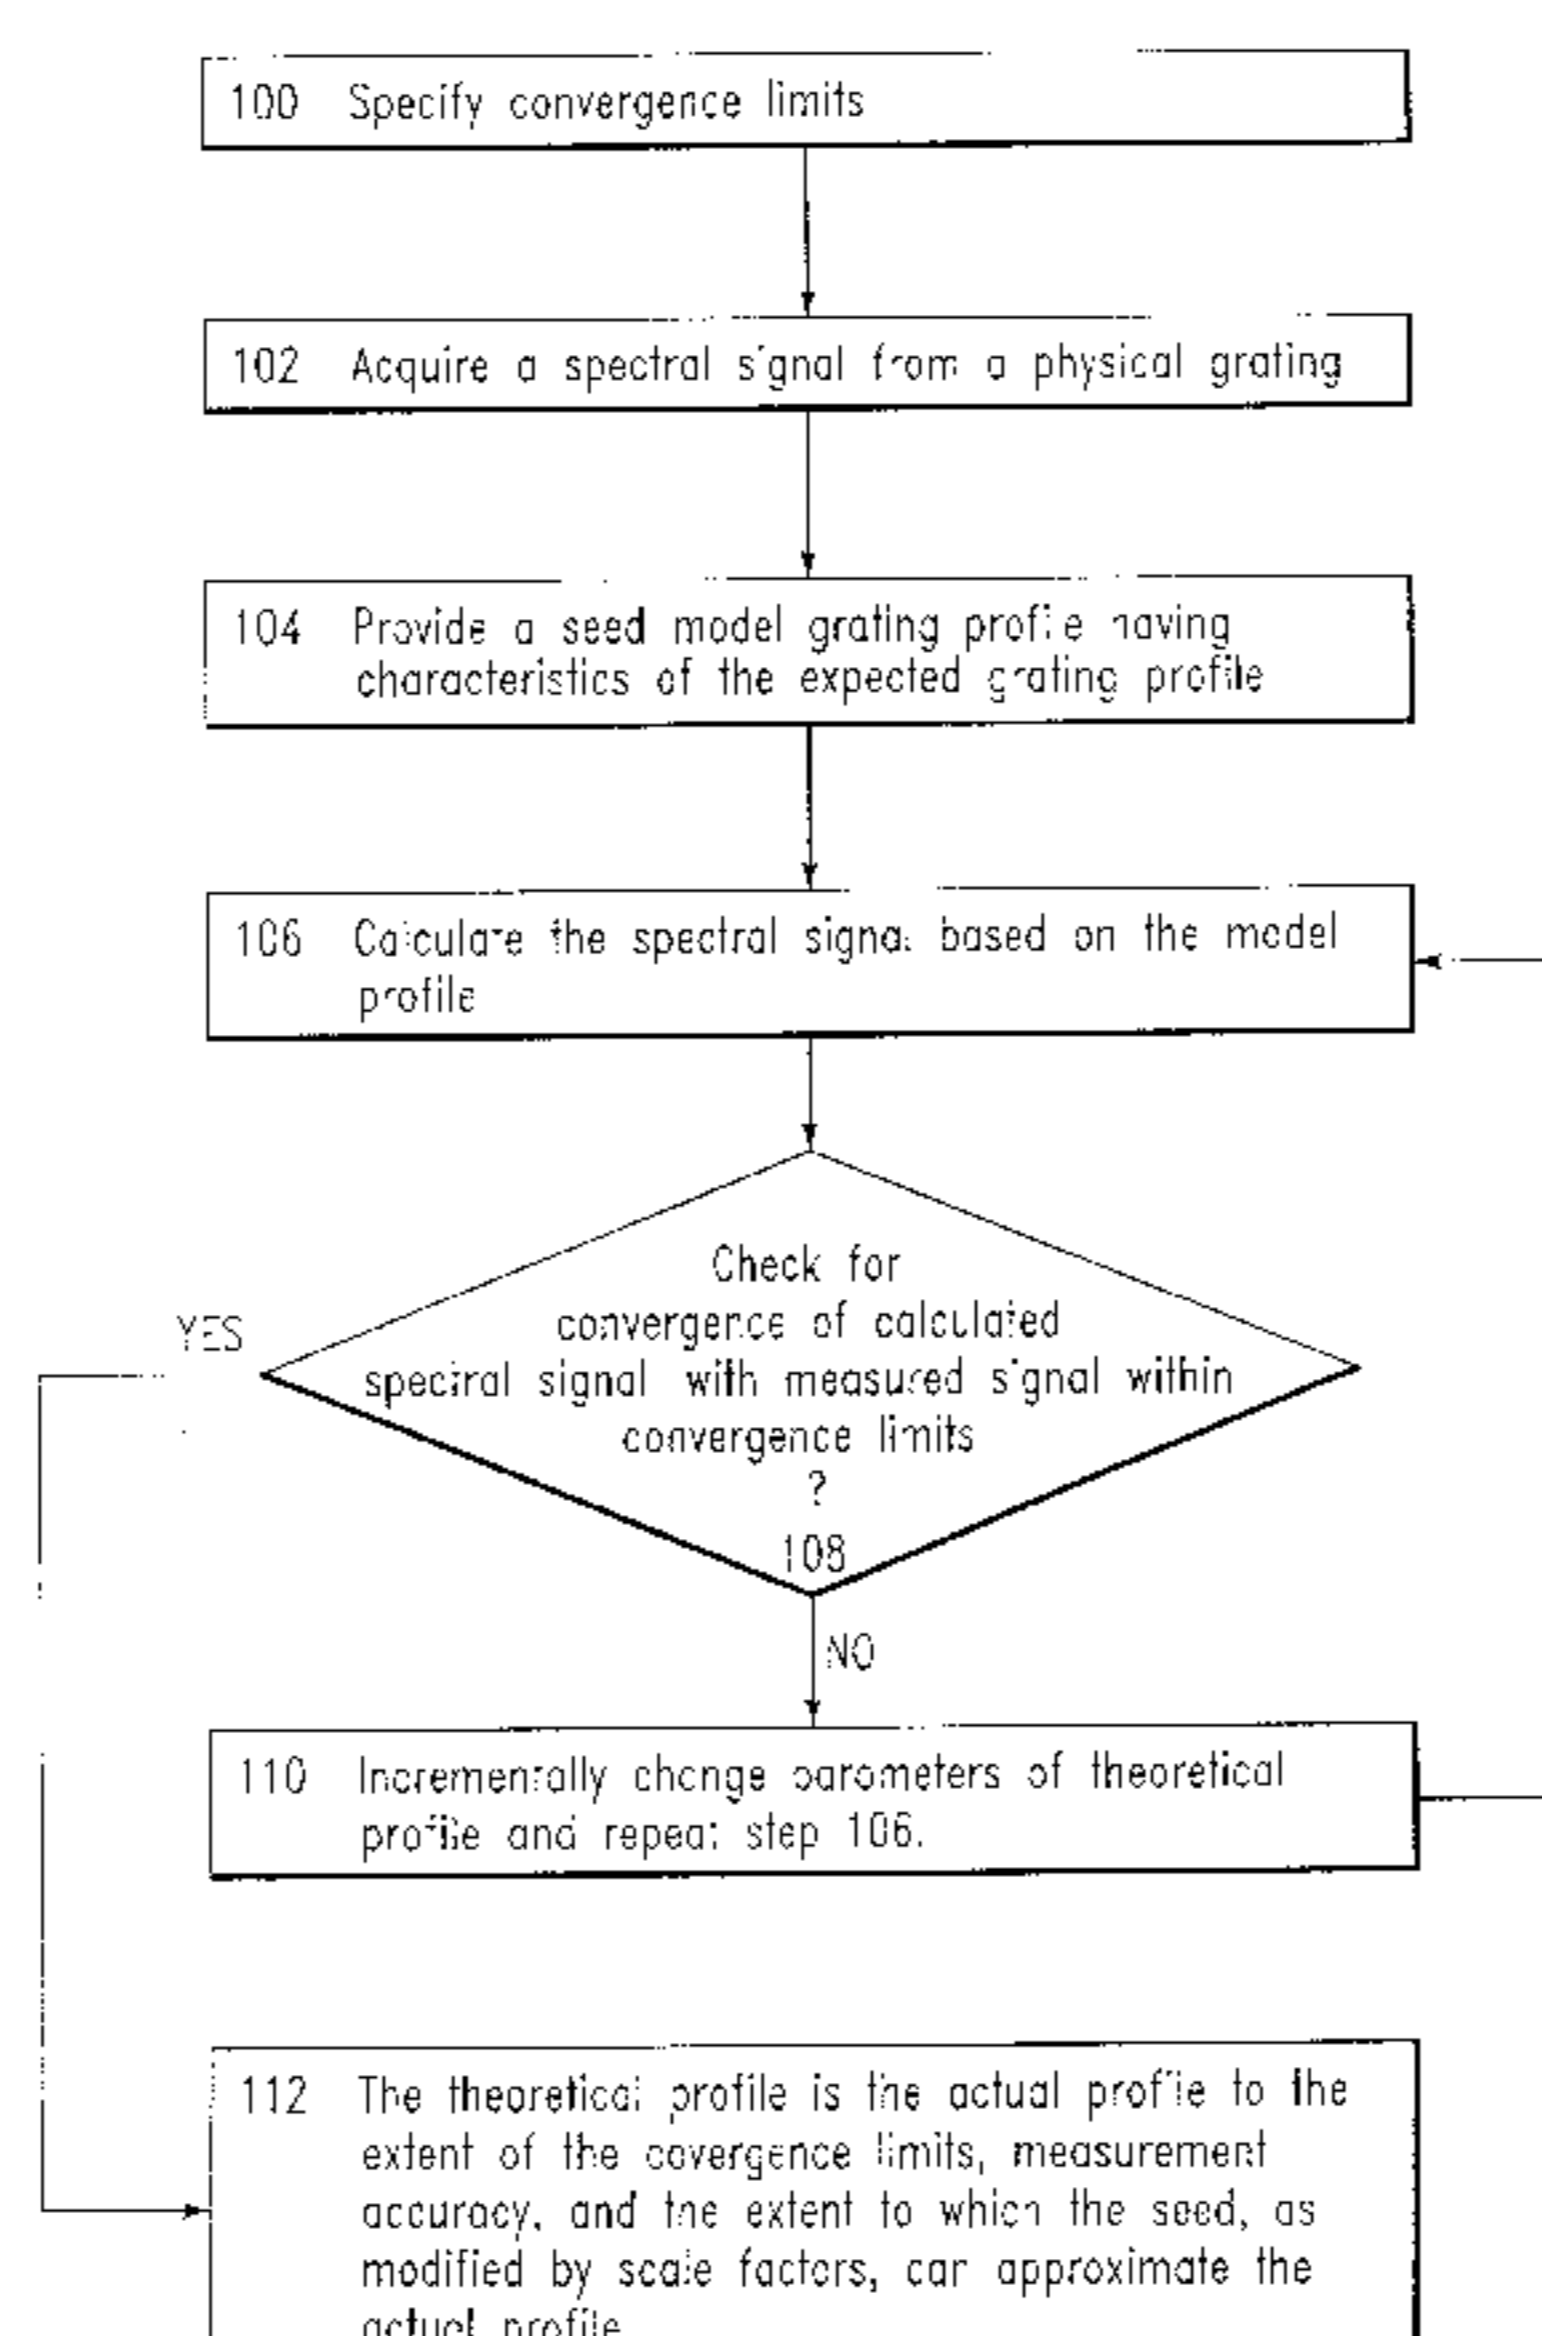 100 Specify convergence limits
102 Acquire a spectral signal from a physical grating
104 Provide a seed model grating profile having
characteristics of the expected grating profile
106 Calculate the spectral signal based on the model
profile
Check for
convergence of calculated
spectral signal with measured signal within
convergence limits
?
108
YES
NO
110 Incrementally change parameters of theoretical
profile and repeat step 106.
112 The theoretical profile is the actual profile to the
extent of the covergence limits, measurement
accuracy, and the extent to which the seed, as
modified by scale factors, can approximate the
actual profile